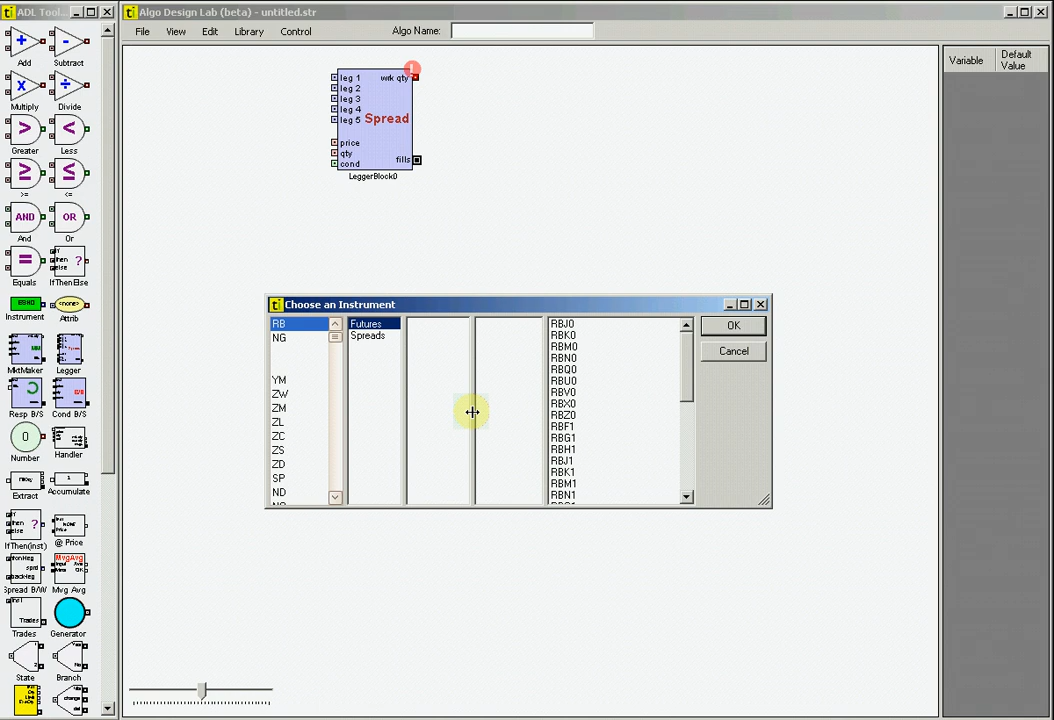 ADL Tool...
Algo Design Lab (beta) - untitled.str
File View Edit Library Control Algo Name:
Variable Default Value
Add Subtract
Multiply Divide
Greater Less
>= <=
AND OR
And Or
Equals IfThenElse
BSH0 <none>
Instrument Attrib
MktMaker Legger
Resp B/S Cond B/S
0
Number Handler
Extract Accumulate
IfThen(inst) @ Price
Spread B/W Mvg Avg
Trades Generator
State Branch
leg 1 wrk qty
leg 2
leg 3
leg 4
leg 5
Spread
price
qty
cond
fills
LeggerBlock0
Choose an Instrument
RB
NG
YM
ZW
ZM
ZL
ZC
ZS
ZD
SP
ND
Futures
Spreads
RBJ0
RBK0
RBM0
RBN0
RBQ0
RBU0
RBV0
RBX0
RBZ0
RBF1
RBG1
RBH1
RBJ1
RBK1
RBM1
RBN1
OK
Cancel